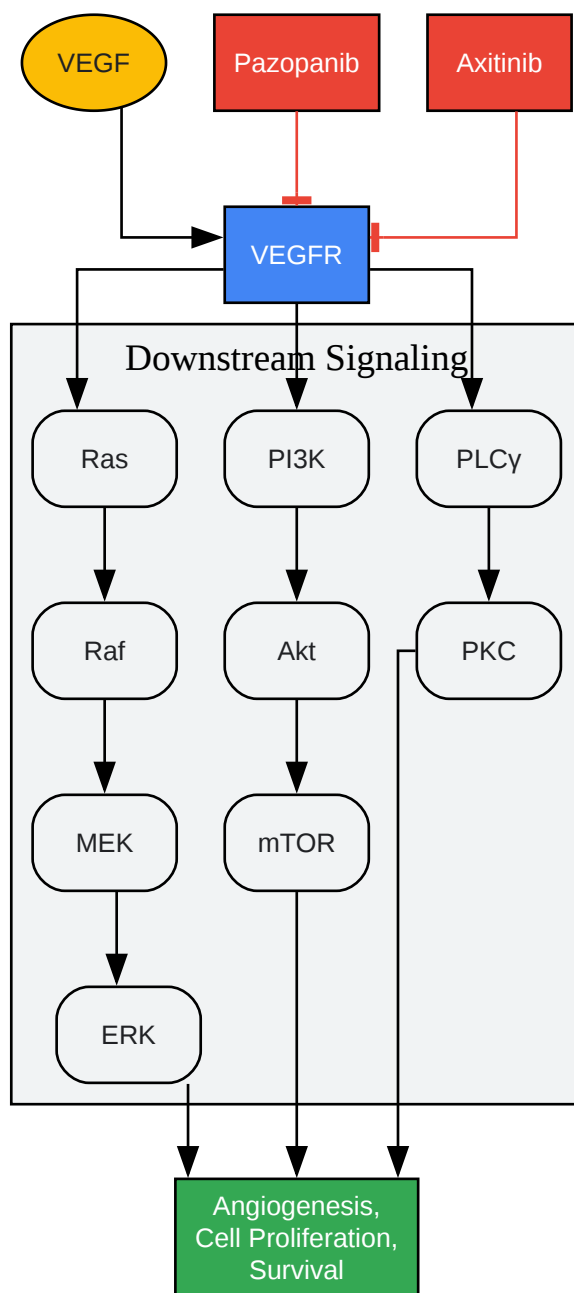 VEGF
Pazopanib
Axitinib
VEGFR
Downstream Signaling
Ras
PI3K
PLCγ
Raf
Akt
PKC
MEK
mTOR
ERK
Angiogenesis,
Cell Proliferation,
Survival